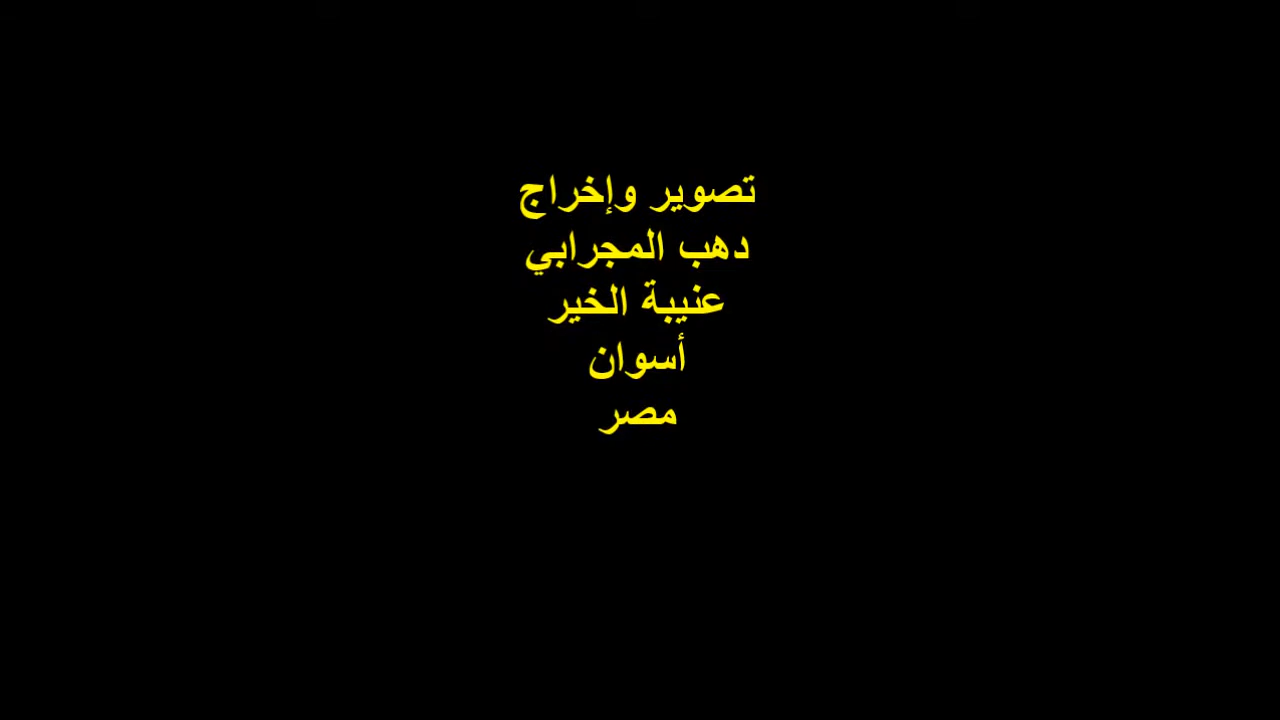 تصوير وإخراج
دهب المجرابي
عنيبة الخير
أسوان
مصر